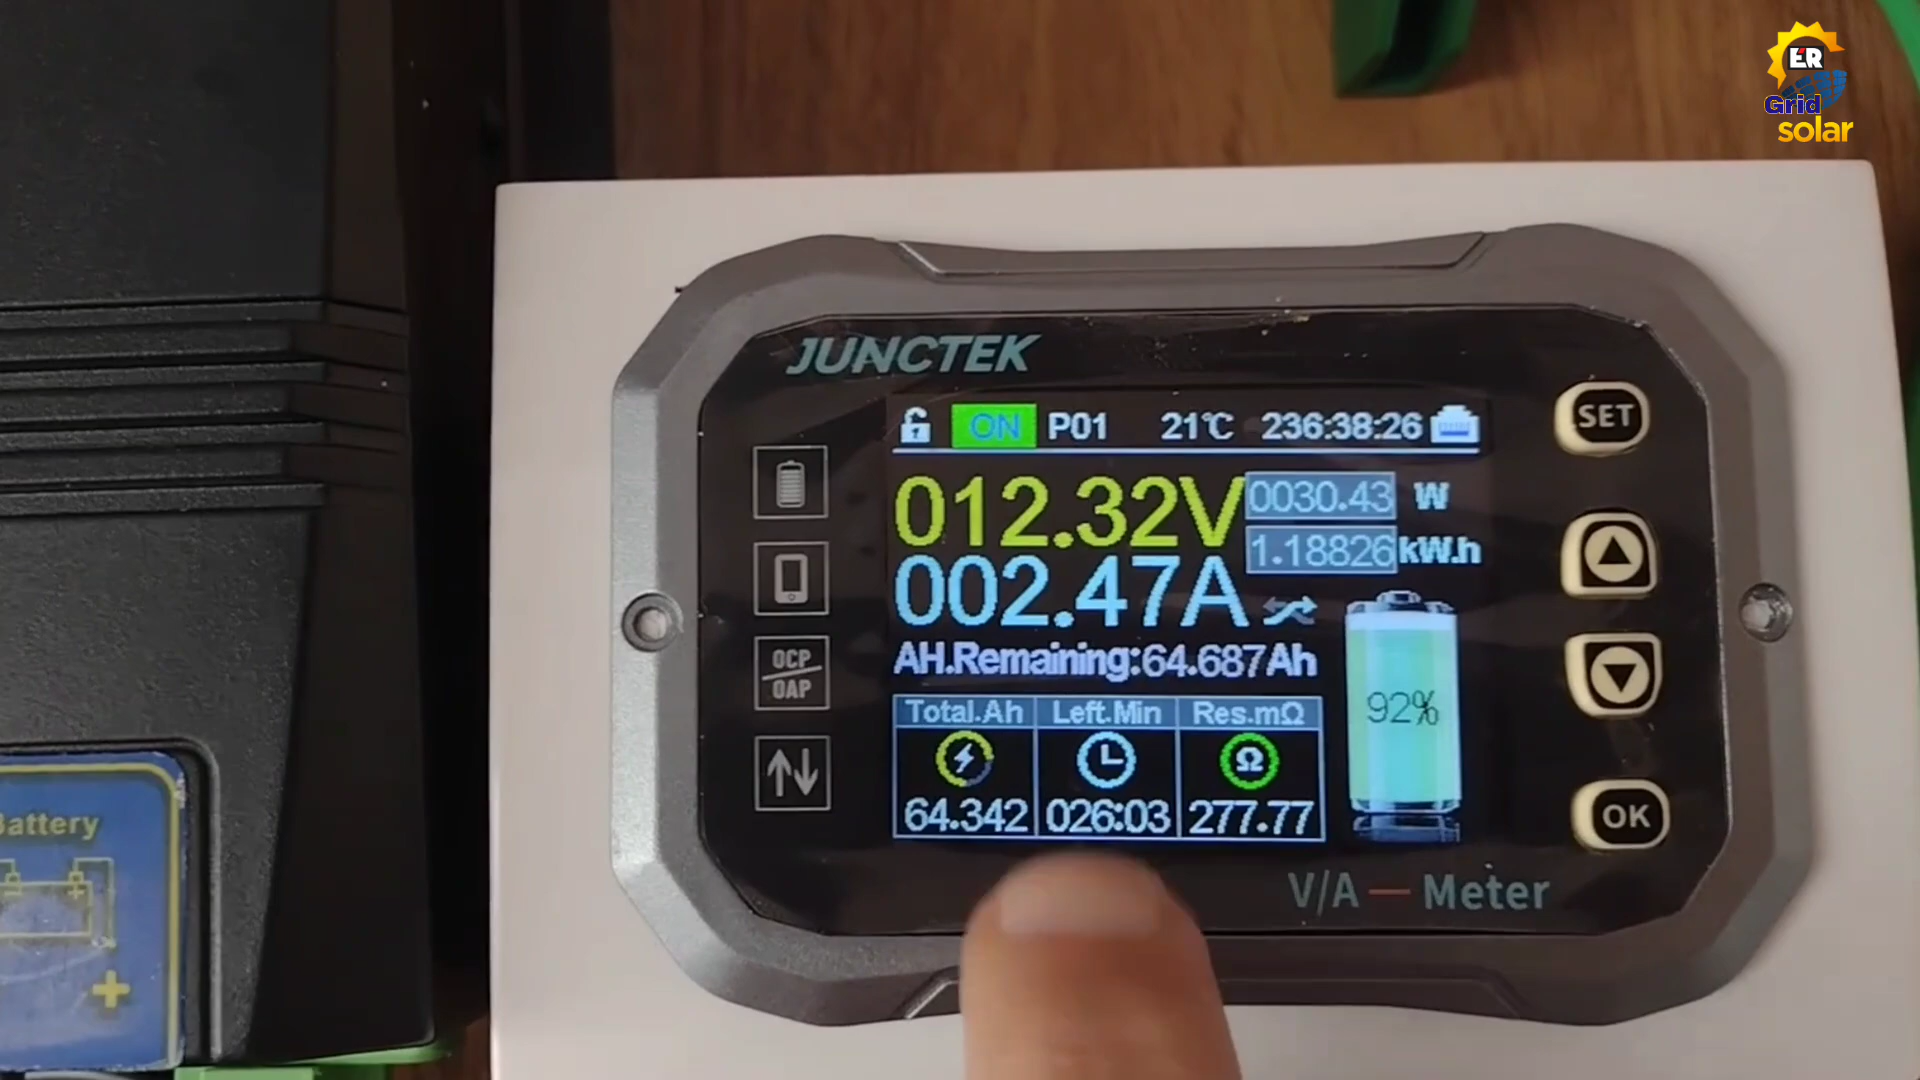 ER
Grid
solar
JUNCTEK
ON P01 21℃ 236:38:26
SET
012.32V 0030.43 W
1.18826 kW.h
002.47A
AH.Remaining:64.687Ah
OCP
OAP
92%
Total.Ah Left.Min Res.mΩ
Ω
64.342 026:03 277.77
OK
V/A — Meter
Battery
- +
+